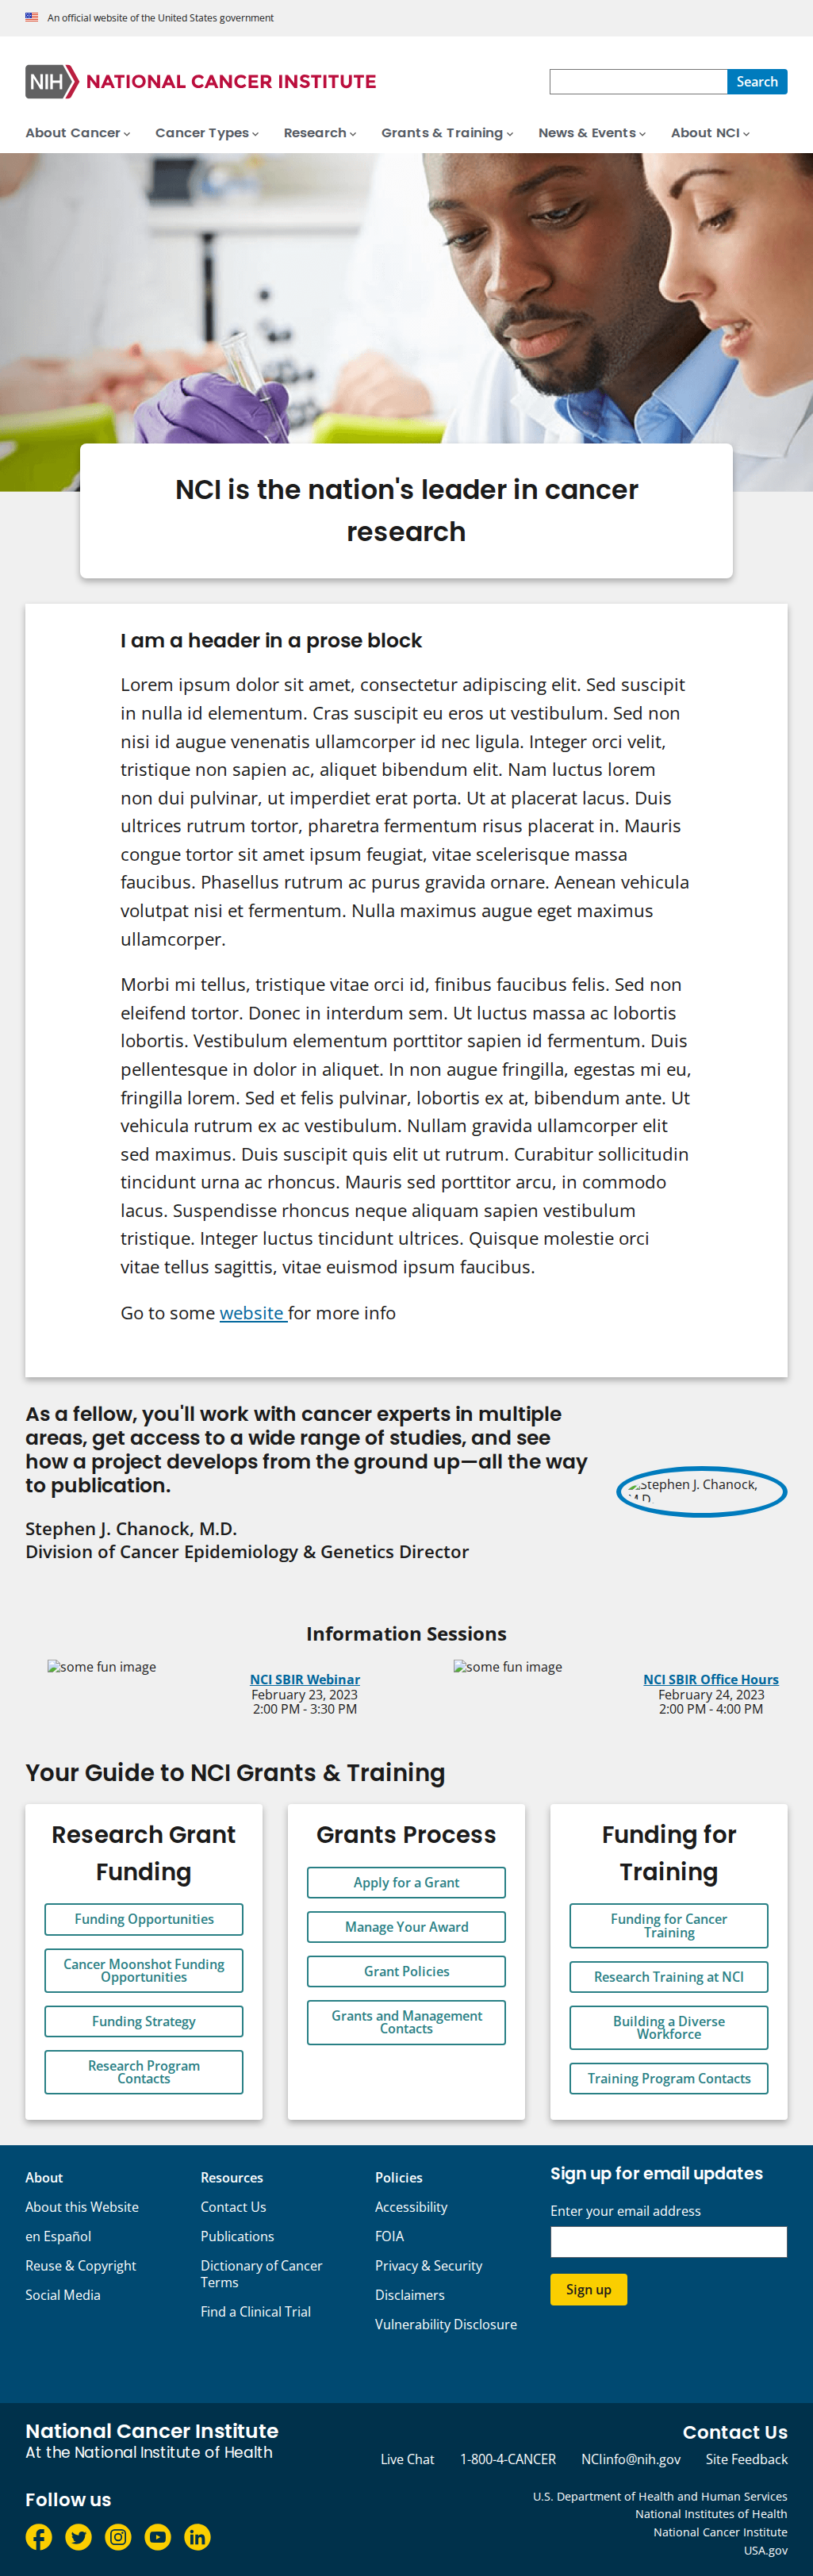 An official website of the United States government
NIH NATIONAL CANCER INSTITUTE
Search
About Cancer
Cancer Types
Research
Grants & Training
News & Events
About NCI
NCI is the nation's leader in cancer
research
I am a header in a prose block
Lorem ipsum dolor sit amet, consectetur adipiscing elit. Sed suscipit
in nulla id elementum. Cras suscipit eu eros ut vestibulum. Sed non
nisi id augue venenatis ullamcorper id nec ligula. Integer orci velit,
tristique non sapien ac, aliquet bibendum elit. Nam luctus lorem
non dui pulvinar, ut imperdiet erat porta. Ut at placerat lacus. Duis
ultrices rutrum tortor, pharetra fermentum risus placerat in. Mauris
congue tortor sit amet ipsum feugiat, vitae scelerisque massa
faucibus. Phasellus rutrum ac purus gravida ornare. Aenean vehicula
volutpat nisi et fermentum. Nulla maximus augue eget maximus
ullamcorper.
Morbi mi tellus, tristique vitae orci id, finibus faucibus felis. Sed non
eleifend tortor. Donec in interdum sem. Ut luctus massa ac lobortis
lobortis. Vestibulum elementum porttitor sapien id fermentum. Duis
pellentesque in dolor in aliquet. In non augue fringilla, egestas mi eu,
fringilla lorem. Sed et felis pulvinar, lobortis ex at, bibendum ante. Ut
vehicula rutrum ex ac vestibulum. Nullam gravida ullamcorper elit
sed maximus. Duis suscipit quis elit ut rutrum. Curabitur sollicitudin
tincidunt urna ac rhoncus. Mauris sed porttitor arcu, in commodo
lacus. Suspendisse rhoncus neque aliquam sapien vestibulum
tristique. Integer luctus tincidunt ultrices. Quisque molestie orci
vitae tellus sagittis, vitae euismod ipsum faucibus.
Go to some website for more info
As a fellow, you'll work with cancer experts in multiple
areas, get access to a wide range of studies, and see
how a project develops from the ground up—all the way
to publication.
Stephen J. Chanock, M.D.
Division of Cancer Epidemiology & Genetics Director
Stephen J. Chanock,
M.D.
Information Sessions
some fun image
NCI SBIR Webinar
February 23, 2023
2:00 PM - 3:30 PM
some fun image
NCI SBIR Office Hours
February 24, 2023
2:00 PM - 4:00 PM
Your Guide to NCI Grants & Training
Research Grant
Funding
Funding Opportunities
Cancer Moonshot Funding
Opportunities
Funding Strategy
Research Program
Contacts
Grants Process
Apply for a Grant
Manage Your Award
Grant Policies
Grants and Management
Contacts
Funding for
Training
Funding for Cancer
Training
Research Training at NCI
Building a Diverse
Workforce
Training Program Contacts
About
About this Website
en Español
Reuse & Copyright
Social Media
Resources
Contact Us
Publications
Dictionary of Cancer
Terms
Find a Clinical Trial
Policies
Accessibility
FOIA
Privacy & Security
Disclaimers
Vulnerability Disclosure
Sign up for email updates
Enter your email address
Sign up
National Cancer Institute
At the National Institute of Health
Contact Us
Live Chat
1-800-4-CANCER
NCIinfo@nih.gov
Site Feedback
Follow us
U.S. Department of Health and Human Services
National Institutes of Health
National Cancer Institute
USA.gov